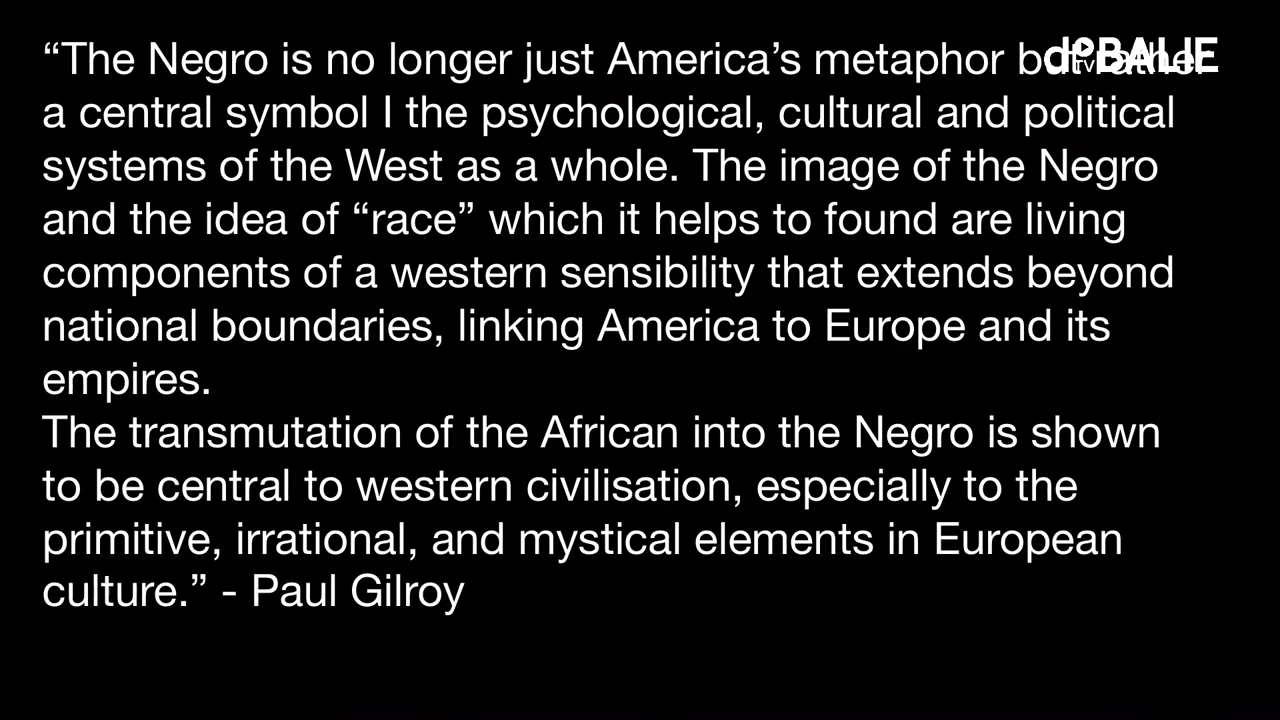 “The Negro is no longer just America’s metaphor but rather
a central symbol I the psychological, cultural and political
systems of the West as a whole. The image of the Negro
and the idea of “race” which it helps to found are living
components of a western sensibility that extends beyond
national boundaries, linking America to Europe and its
empires.
The transmutation of the African into the Negro is shown
to be central to western civilisation, especially to the
primitive, irrational, and mystical elements in European
culture.” - Paul Gilroy
deBALIE
TV